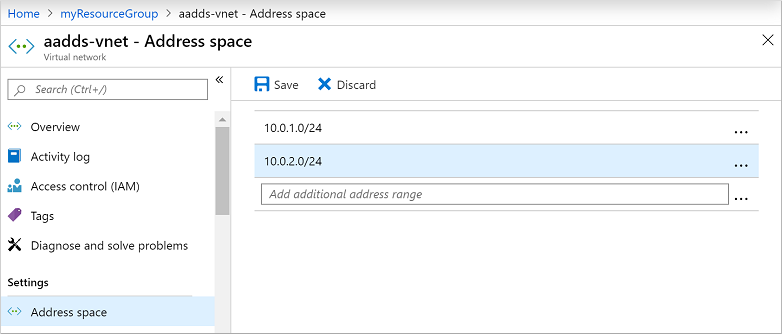 Home > myResourceGroup > aadds-vnet - Address space
aadds-vnet - Address space
Virtual network
Search (Ctrl+/)
«
Save Discard
Overview
Activity log
Access control (IAM)
Tags
Diagnose and solve problems
Settings
Address space
10.0.1.0/24 ...
10.0.2.0/24 ...
Add additional address range ...